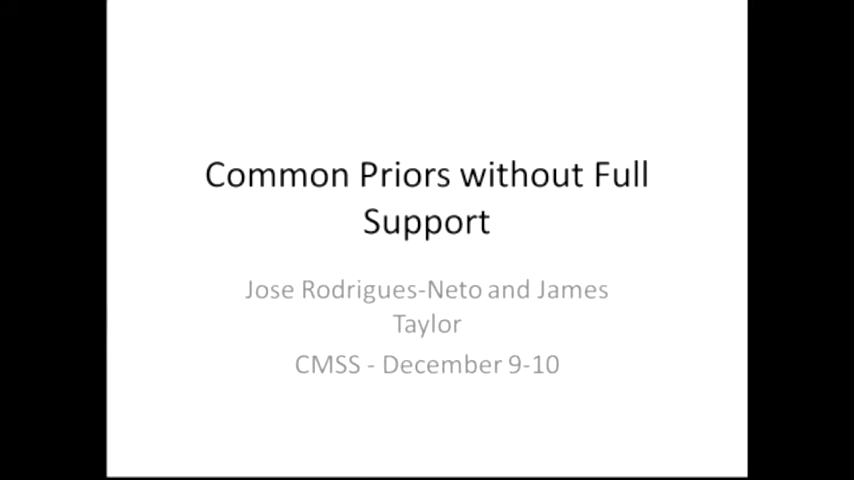 Common Priors without Full
Support
Jose Rodrigues-Neto and James
Taylor
CMSS - December 9-10